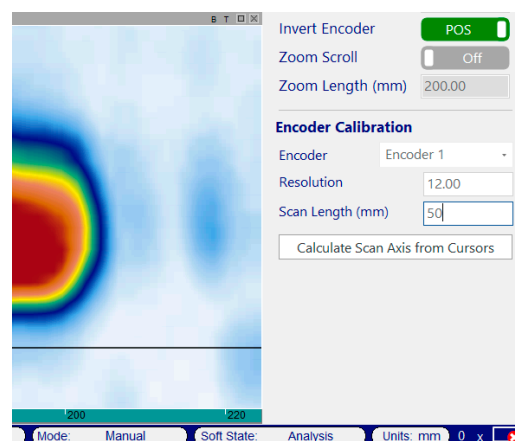 B T
Invert Encoder POS
Zoom Scroll Off
Zoom Length (mm) 200.00
Encoder Calibration
Encoder Encoder 1
Resolution 12.00
Scan Length (mm) 50
Calculate Scan Axis from Cursors
200 220
Mode: Manual Soft State: Analysis Units: mm 0 x